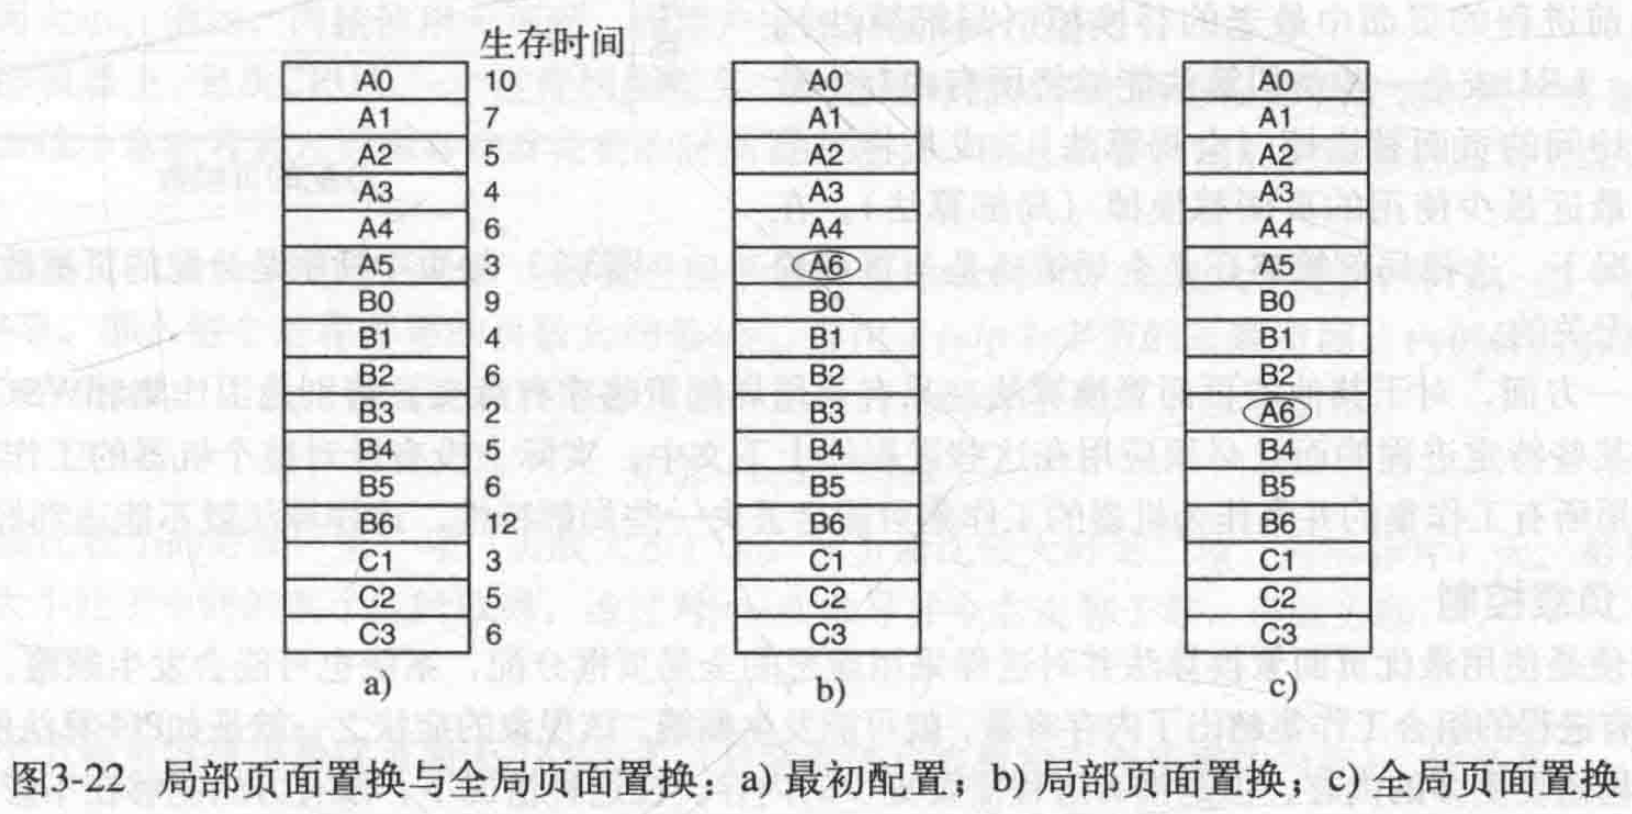 生存时间
A0 10 A0 A0
A1 7 A1 A1
A2 5 A2 A2
A3 4 A3 A3
A4 6 A4 A4
A5 3 A6 A5
B0 9 B0 B0
B1 4 B1 B1
B2 6 B2 B2
B3 2 B3 A6
B4 5 B4 B4
B5 6 B5 B5
B6 12 B6 B6
C1 3 C1 C1
C2 5 C2 C2
C3 6 C3 C3
a) b) c)
图3-22 局部页面置换与全局页面置换：a) 最初配置；b) 局部页面置换；c) 全局页面置换